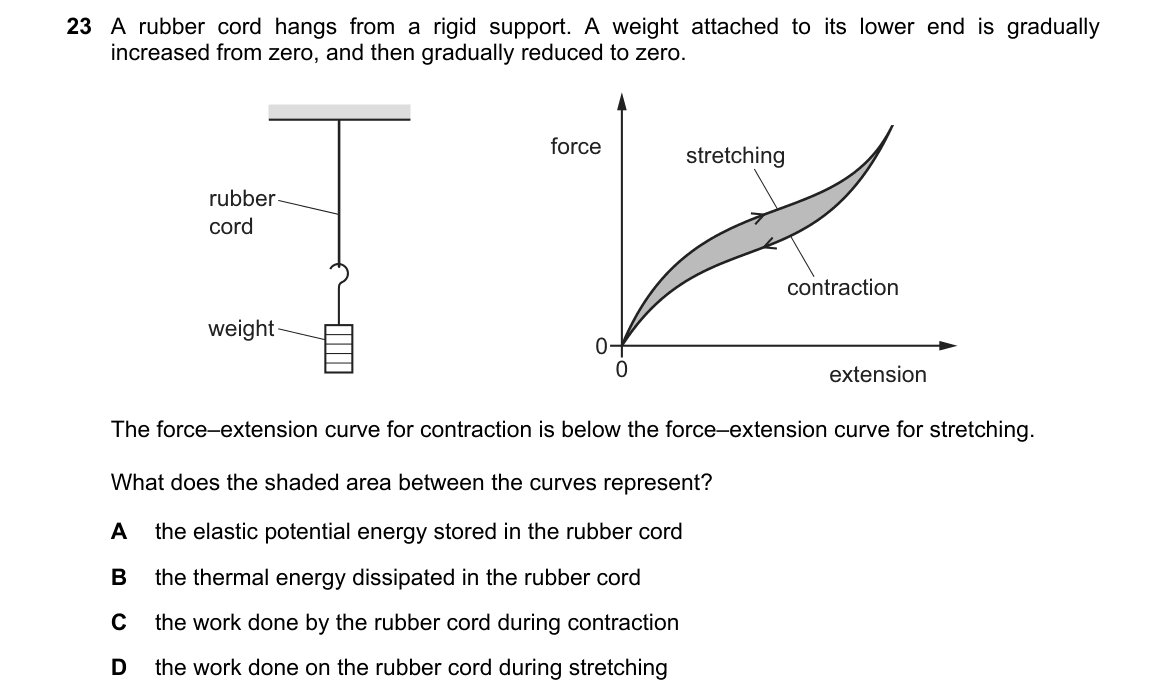 23 A rubber cord hangs from a rigid support. A weight attached to its lower end is gradually
increased from zero, and then gradually reduced to zero.
force
stretching
rubber
cord
contraction
weight
0
0
extension
The force–extension curve for contraction is below the force–extension curve for stretching.
What does the shaded area between the curves represent?
A the elastic potential energy stored in the rubber cord
B the thermal energy dissipated in the rubber cord
C the work done by the rubber cord during contraction
D the work done on the rubber cord during stretching